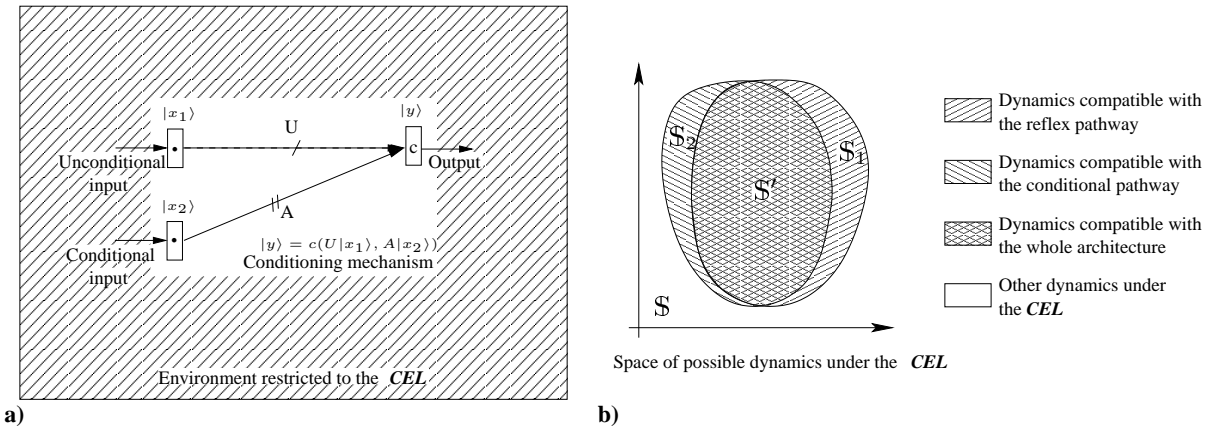 |x₁⟩
|y⟩
U
c
Unconditional
input
Output
|x₂⟩
A
Conditional
input
|y⟩ = c(U|x₁⟩, A|x₂⟩)
Conditioning mechanism
Environment restricted to the CEL
a)
𝕊₂
𝕊₁
𝕊′
𝕊
Space of possible dynamics under the CEL
b)
Dynamics compatible with
the reflex pathway
Dynamics compatible with
the conditional pathway
Dynamics compatible with
the whole architecture
Other dynamics under
the CEL